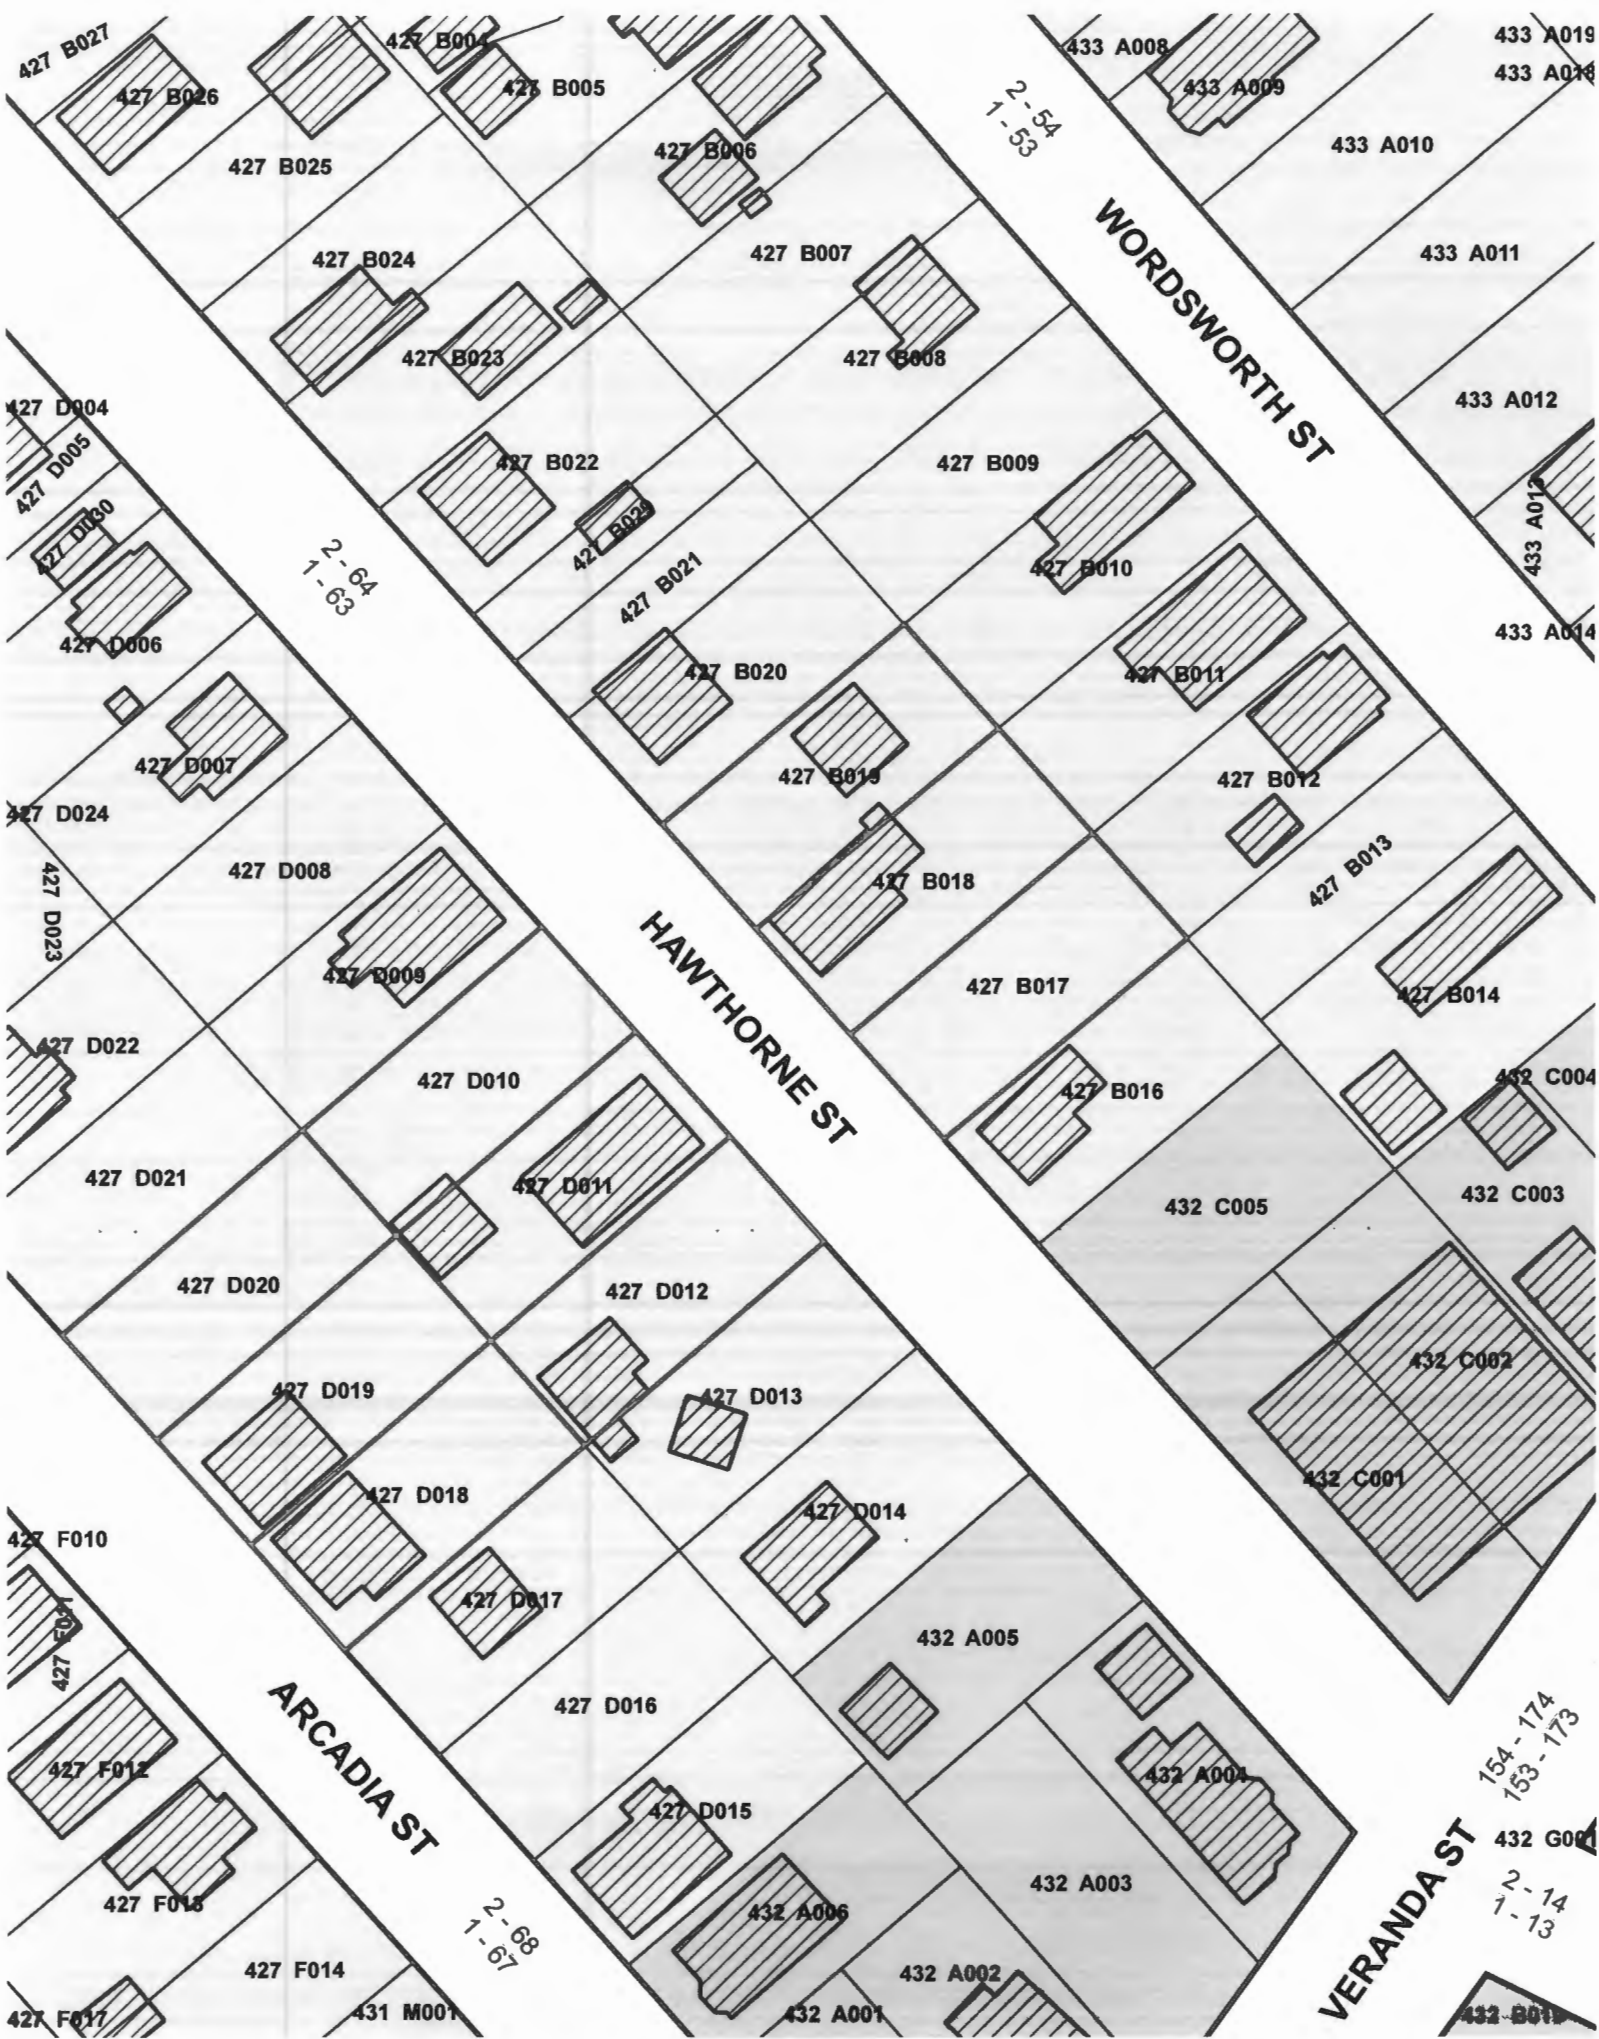 427 B027
427 B026
427 B004
427 B005
433 A008
433 A009
433 A019
433 A018
433 A010
2 - 54
1 - 53
427 B025
427 B006
427 B024
427 B007
433 A011
WORDSWORTH ST
427 B023
427 B008
433 A012
427 D004
427 D005
427 B022
427 B009
433 A013
427 D030
427 B021
427 B010
2 - 64
1 - 63
433 A014
427 D006
427 B020
427 B011
427 D007
427 B019
427 B012
427 D024
427 B013
427 D008
427 B018
427 D023
427 D009
427 B017
427 B014
HAWTHORNE ST
427 D022
427 D010
427 B016
432 C004
427 D021
427 D011
432 C005
432 C003
427 D020
427 D012
432 C002
427 D019
427 D013
432 C001
427 D018
427 D014
427 F010
427 D017
432 A005
427 D016
ARCADIA ST
154 - 174
153 - 173
427 F012
432 A004
427 D015
VERANDA ST
432 G001
432 A003
2 - 14
1 - 13
427 F013
432 A006
2 - 68
1 - 67
427 F014
432 A002
427 F017
431 M001
432 A001